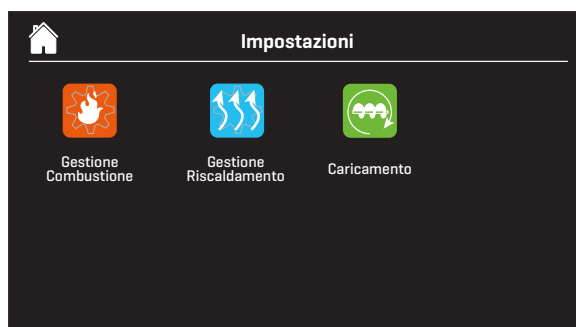 Impostazioni
Gestione
Combustione
Gestione
Riscaldamento
Caricamento